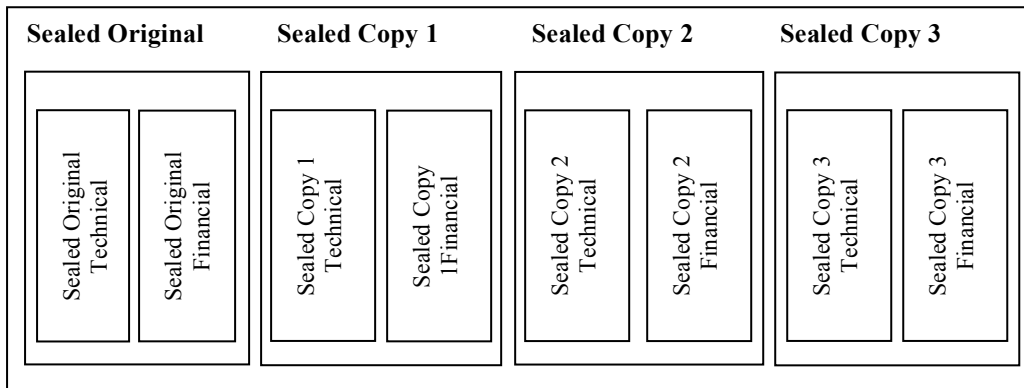 Sealed Original
Sealed Copy 1
Sealed Copy 2
Sealed Copy 3
Sealed Original
Technical
Sealed Original
Financial
Sealed Copy 1
Technical
Sealed Copy
1Financial
Sealed Copy 2
Technical
Sealed Copy 2
Financial
Sealed Copy 3
Technical
Sealed Copy 3
Financial